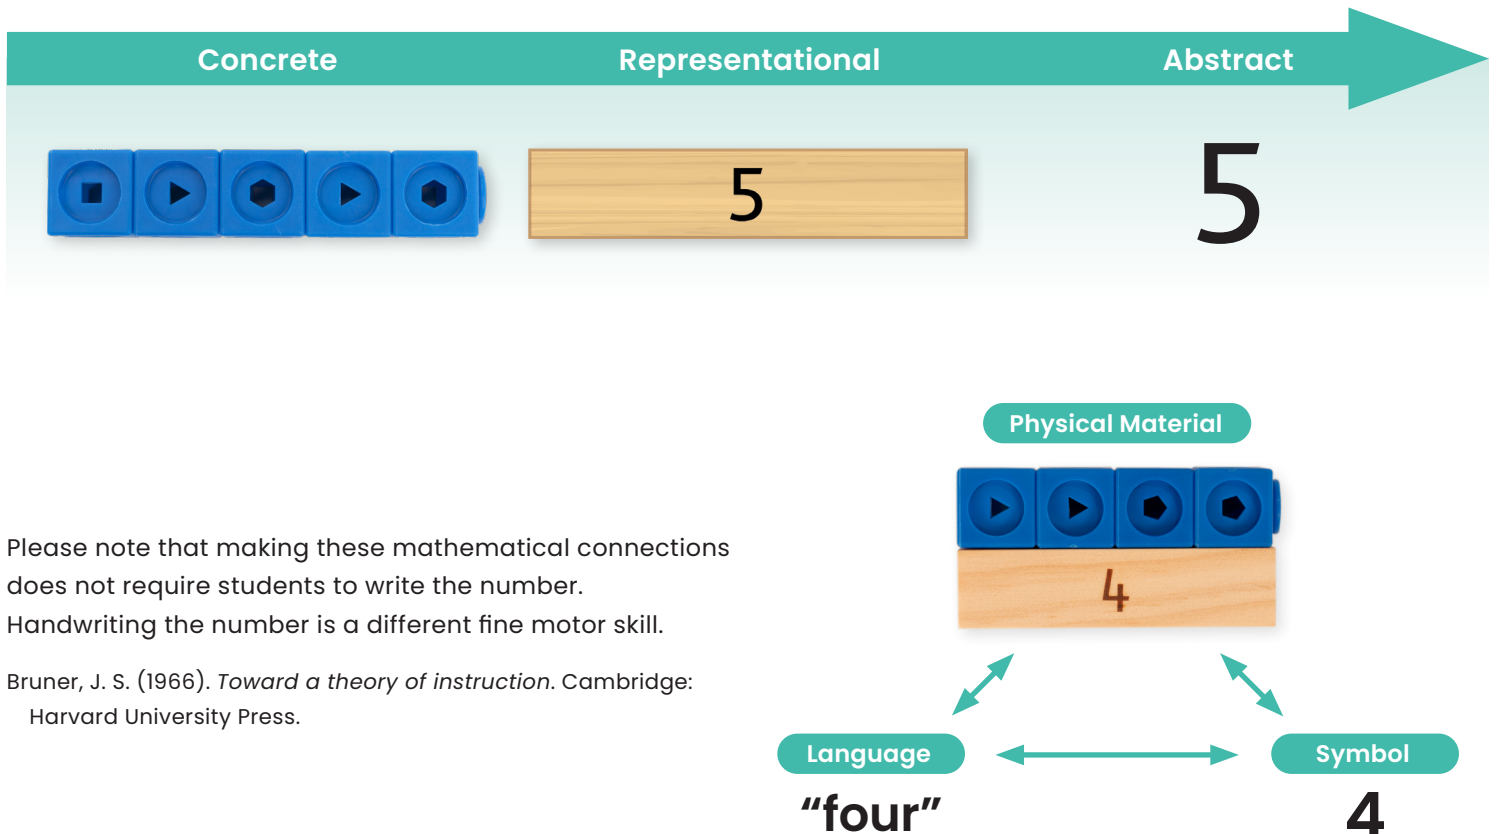 Concrete Representational Abstract
5 5
Physical Material
4
Please note that making these mathematical connections
does not require students to write the number.
Handwriting the number is a different fine motor skill.
Bruner, J. S. (1966). Toward a theory of instruction. Cambridge:
Harvard University Press.
Language Symbol
“four” 4